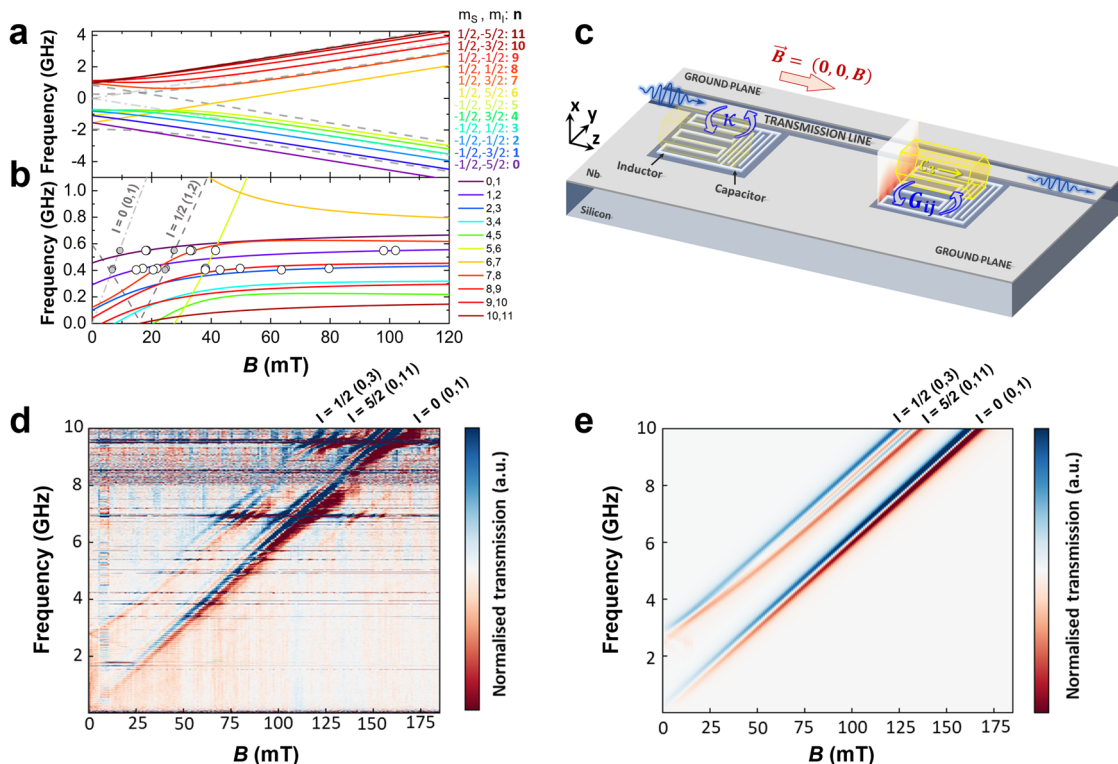 a
Frequency (GHz)
4
2
0
-2
-4
m_S , m_I: n
1/2,-5/2: 11
1/2,-3/2: 10
1/2,-1/2: 9
1/2, 1/2: 8
1/2, 3/2: 7
1/2, 5/2: 6
-1/2, 5/2: 5
-1/2, 3/2: 4
-1/2, 1/2: 3
-1/2,-1/2: 2
-1/2,-3/2: 1
-1/2,-5/2: 0
b
Frequency (GHz)
1.0
0.8
0.6
0.4
0.2
0.0
I = 0 (0,1)
I = 1/2 (1,2)
0 20 40 60 80 100 120
B (mT)
0,1
1,2
2,3
3,4
4,5
5,6
6,7
7,8
8,9
9,10
10,11
c
B = (0, 0, B)
x
y
z
GROUND PLANE
TRANSMISSION LINE
κ
Inductor
Capacitor
Nb
Silicon
G_ij
GROUND PLANE
d
I = 1/2 (0,3)
I = 5/2 (0,11)
I = 0 (0,1)
Frequency (GHz)
10
8
6
4
2
0 25 50 75 100 125 150 175
B (mT)
Normalised transmission (a.u.)
e
I = 1/2 (0,3)
I = 5/2 (0,11)
I = 0 (0,1)
Frequency (GHz)
10
8
6
4
2
0 25 50 75 100 125 150 175
B (mT)
Normalised transmission (a.u.)